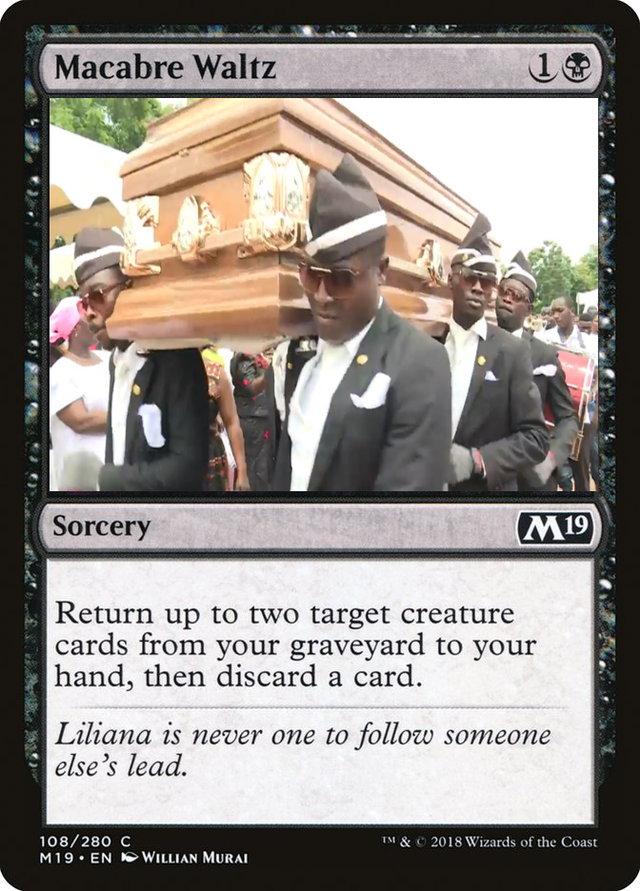 Macabre Waltz 1
Sorcery M19
Return up to two target creature
cards from your graveyard to your
hand, then discard a card.
Liliana is never one to follow someone
else's lead.
108/280 C
M19 • EN Willian Murai
™ & © 2018 Wizards of the Coast